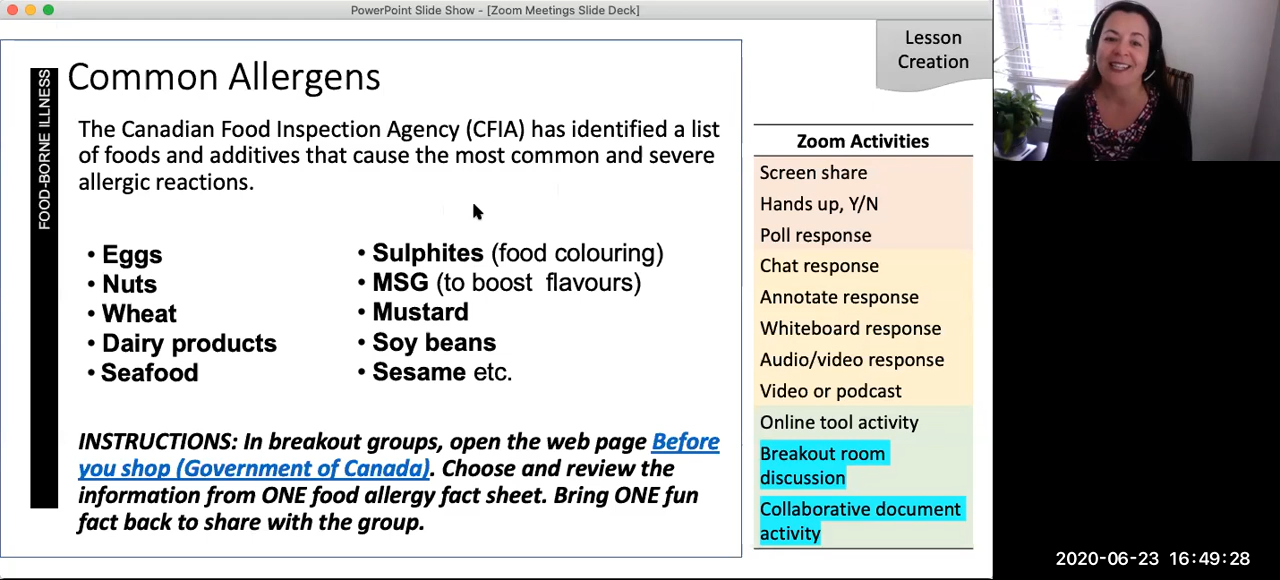 PowerPoint Slide Show - [Zoom Meetings Slide Deck]
Lesson
Creation
FOOD-BORNE ILLNESS
Common Allergens
The Canadian Food Inspection Agency (CFIA) has identified a list
of foods and additives that cause the most common and severe
allergic reactions.
• Eggs
• Nuts
• Wheat
• Dairy products
• Seafood
• Sulphites (food colouring)
• MSG (to boost flavours)
• Mustard
• Soy beans
• Sesame etc.
INSTRUCTIONS: In breakout groups, open the web page Before
you shop (Government of Canada). Choose and review the
information from ONE food allergy fact sheet. Bring ONE fun
fact back to share with the group.
Zoom Activities
Screen share
Hands up, Y/N
Poll response
Chat response
Annotate response
Whiteboard response
Audio/video response
Video or podcast
Online tool activity
Breakout room
discussion
Collaborative document
activity
2020-06-23 16:49:28